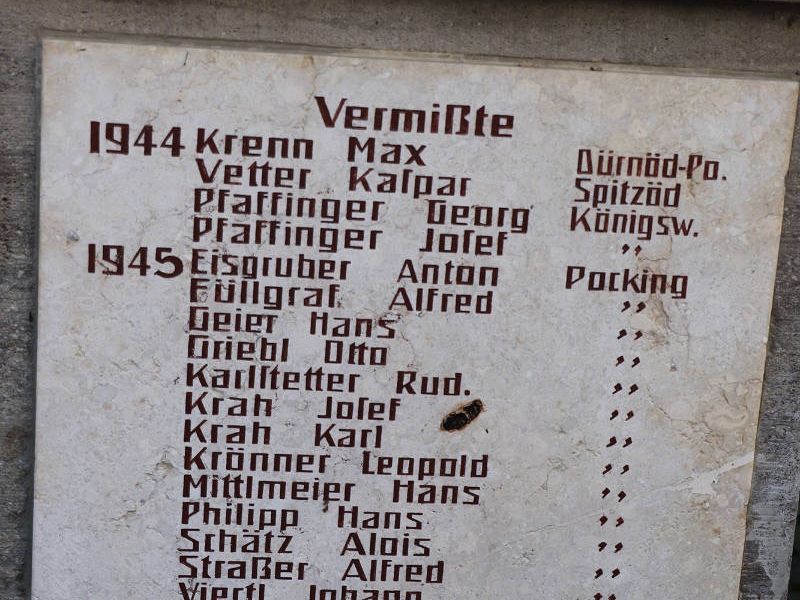 Vermißte
1944 Krenn Max Dürnöd-Po.
Vetter Kaſpar Spitzöd
Pfaffinger Georg Königsw.
Pfaffinger Joſef ,,
1945 Eisgruber Anton Pocking
Füllgraf Alfred ,,
Geier Hans ,,
Griebl Otto ,,
Karlſtetter Rud. ,,
Krah Joſef ,,
Krah Karl ,,
Krönner Leopold ,,
Mittlmeier Hans ,,
Philipp Hans ,,
Schätz Alois ,,
Straßer Alfred ,,
Viertl Johann ,,